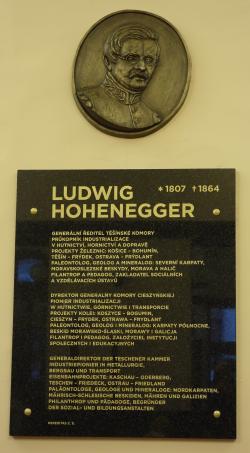 LUDWIG *1807 †1864
HOHENEGGER
GENERÁLNÍ ŘEDITEL TĚŠÍNSKÉ KOMORY
PRŮKOPNÍK INDUSTRIALIZACE
V HUTNICTVÍ, HORNICTVÍ A DOPRAVĚ
PROJEKTY ŽELEZNIC: KOŠICE – BOHUMÍN,
TĚŠÍN – FRÝDEK, OSTRAVA – FRÝDLANT
PALEONTOLOG, GEOLOG A MINERALOG: SEVERNÍ KARPATY,
MORAVSKOSLEZSKÉ BESKYDY, MORAVA A HALIČ
FILANTROP A PEDAGOG, ZAKLADATEL SOCIÁLNÍCH
A VZDĚLÁVACÍCH ÚSTAVŮ
DYREKTOR GENERALNY KOMORY CIESZYŃSKIEJ
PIONIER INDUSTRIALIZACJI
W HUTNICTWIE, GÓRNICTWIE I TRANSPORCIE
PROJEKTY KOLEI: KOSZYCE – BOGUMIN,
CIESZYN – FRYDEK, OSTRAWA – FRYDLANT
PALEONTOLOG, GEOLOG I MINERALOG: KARPATY PÓŁNOCNE,
BESKID MORAWSKO-ŚLĄSKI, MORAWY I GALICJA
FILANTROP I PEDAGOG, ZAŁOŻYCIEL INSTYTUCJI
SPOŁECZNYCH I EDUKACYJNYCH
GENERALDIREKTOR DER TESCHENER KAMMER
INDUSTRIEPIONIER IN METALLURGIE,
BERGBAU UND TRANSPORT
EISENBAHNPROJEKTE: KASCHAU – ODERBERG,
TESCHEN – FRIEDECK, OSTRAU – FRIEDLAND
PALÄONTOLOGE, GEOLOGE UND MINERALOGE: NORDKARPATEN,
MÄHRISCH-SCHLESISCHE BESKIDEN, MÄHREN UND GALIZIEN
PHILANTHROP UND PÄDAGOGE, BEGRÜNDER
DER SOZIAL- UND BILDUNGSANSTALTEN